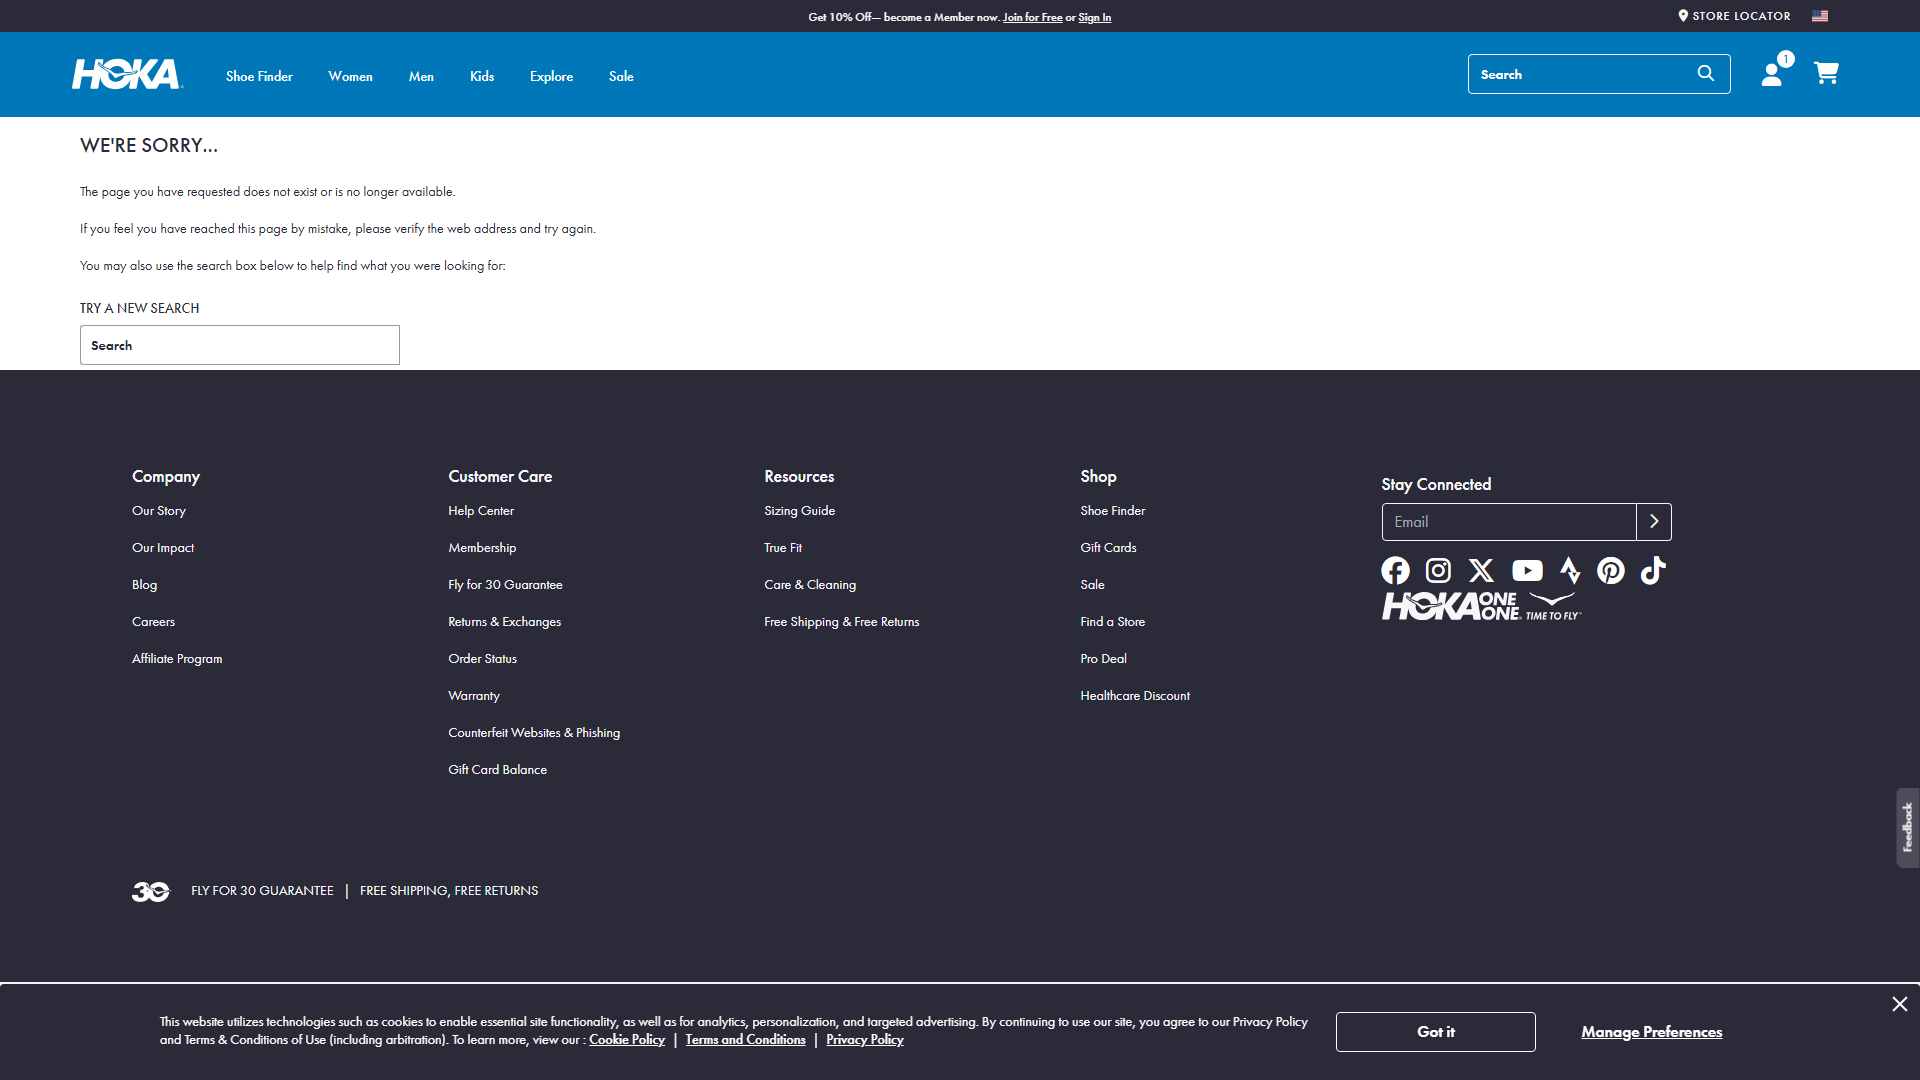 Get 10% Off— become a Member now. Join for Free or Sign In
STORE LOCATOR
HOKA
Shoe Finder
Women
Men
Kids
Explore
Sale
Search
1
WE'RE SORRY...
The page you have requested does not exist or is no longer available.
If you feel you have reached this page by mistake, please verify the web address and try again.
You may also use the search box below to help find what you were looking for:
TRY A NEW SEARCH
Search
Company
Our Story
Our Impact
Blog
Careers
Affiliate Program
Customer Care
Help Center
Membership
Fly for 30 Guarantee
Returns & Exchanges
Order Status
Warranty
Counterfeit Websites & Phishing
Gift Card Balance
Resources
Sizing Guide
True Fit
Care & Cleaning
Free Shipping & Free Returns
Shop
Shoe Finder
Gift Cards
Sale
Find a Store
Pro Deal
Healthcare Discount
Stay Connected
Email
HOKA ONE ONE TIME TO FLY™
Feedback
30 FLY FOR 30 GUARANTEE | FREE SHIPPING, FREE RETURNS
This website utilizes technologies such as cookies to enable essential site functionality, as well as for analytics, personalization, and targeted advertising. By continuing to use our site, you agree to our Privacy Policy
and Terms & Conditions of Use (including arbitration). To learn more, view our : Cookie Policy | Terms and Conditions | Privacy Policy
Got it
Manage Preferences